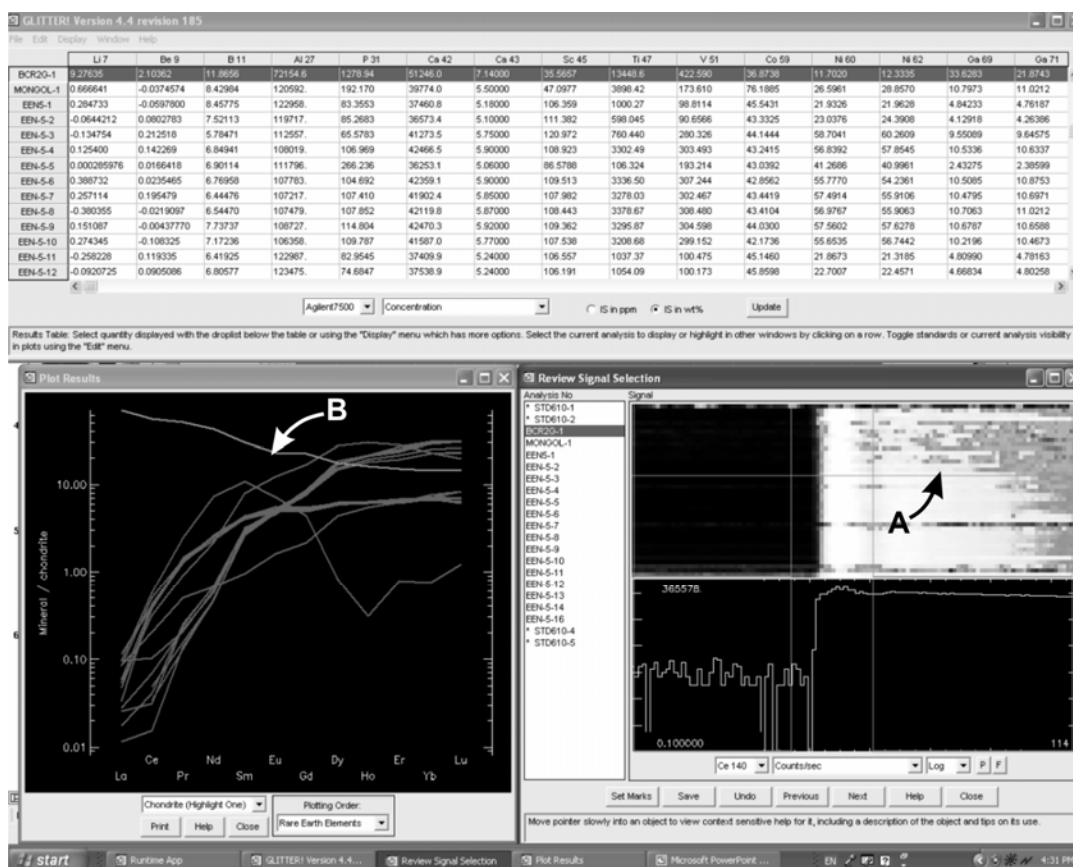 GLITTER! Version 4.4 revision 185
File Edit Display Window Help
Li 7 Be 9 B 11 Al 27 P 31 Ca 42 Ca 43 Sc 45 Ti 47 V 51 Co 59 Ni 60 Ni 62 Ga 69 Ga 71
BCR2G-1 9.27635 2.10362 11.8656 72154.6 1278.94 51246.0 7.14000 35.5657 13448.6 422.590 36.8738 11.7020 12.3335 33.6283 21.8743
MONGOL-1 0.666641 -0.0374574 8.42984 120592. 192.170 39774.0 5.50000 47.0977 3898.42 173.610 76.1885 26.5961 28.8570 10.7973 11.0212
EEN5-1 0.284733 -0.0597800 8.45775 122958. 83.3553 37460.8 5.18000 106.359 1000.27 98.8114 45.5431 21.9326 21.9628 4.84233 4.76187
EEN-5-2 -0.0644212 0.0802783 7.52113 119717. 85.2683 36573.4 5.10000 111.382 598.045 90.6566 43.3325 23.0376 24.3908 4.12918 4.26386
EEN-5-3 -0.134754 0.212518 5.78471 112557. 65.5783 41273.5 5.75000 120.972 760.440 280.326 44.1444 58.7041 60.2609 9.55089 9.64575
EEN-5-4 0.125400 0.142269 6.84941 108019. 106.969 42466.5 5.90000 108.923 3302.49 303.493 43.2415 56.8392 57.8545 10.5336 10.6337
EEN-5-5 0.000285976 0.0166418 6.90114 111796. 266.236 36253.1 5.06000 86.5788 106.324 193.214 43.0392 41.2686 40.9961 2.43275 2.38599
EEN-5-6 0.388732 0.0235465 6.76958 107783. 104.692 42359.1 5.90000 109.513 3336.50 307.244 42.8562 55.7770 54.2361 10.5085 10.8753
EEN-5-7 0.257114 0.195479 6.44476 107217. 107.410 41902.4 5.85000 107.982 3278.03 302.467 43.4419 57.4914 55.9106 10.4795 10.6971
EEN-5-8 -0.380355 -0.0219097 6.54470 107479. 107.852 42119.8 5.87000 108.443 3378.67 308.480 43.4104 56.9767 55.9063 10.7063 11.0212
EEN-5-9 0.151087 -0.00437770 7.73737 108727. 114.804 42470.3 5.92000 109.362 3295.87 304.598 44.0300 57.5602 57.6278 10.6787 10.6588
EEN-5-10 0.274345 -0.108325 7.17236 106358. 109.787 41587.0 5.77000 107.538 3208.68 299.152 42.1736 55.6535 56.7442 10.2196 10.4673
EEN-5-11 -0.258228 0.119335 6.41925 122987. 82.9545 37409.9 5.24000 106.557 1037.37 100.475 45.1460 21.8673 21.3185 4.80990 4.78163
EEN-5-12 -0.0920725 0.0905086 6.80577 123475. 74.6847 37538.9 5.24000 106.191 1054.09 100.173 45.8598 22.7007 22.4571 4.66834 4.80258
Agilent7500 Concentration IS in ppm IS in wt% Update
Results Table: Select quantity displayed with the droplist below the table or using the "Display" menu which has more options. Select the current analysis to display or highlight in other windows by clicking on a row. Toggle standards or current analysis visibility
in plots using the "Edit" menu.
Plot Results
B
10.00
1.00
0.10
0.01
Mineral / chondrite
Ce Nd Eu Dy Er Lu
La Pr Sm Gd Ho Yb
Chondrite (Highlight One) Plotting Order:
Print Help Close Rare Earth Elements
Review Signal Selection
Analysis No Signal
* STD610-1
* STD610-2
BCR2G-1
MONGOL-1
EEN5-1
EEN-5-2
EEN-5-3
EEN-5-4
EEN-5-5
EEN-5-6
EEN-5-7
EEN-5-8
EEN-5-9
EEN-5-10
EEN-5-11
EEN-5-12
EEN-5-13
EEN-5-14
EEN-5-16
* STD610-4
* STD610-5
A
365578.
0.100000 114
Ce 140 Counts/sec Log P F
Set Marks Save Undo Previous Next Help Close
Move pointer slowly into an object to view context sensitive help for it, including a description of the object and tips on its use.
start Runtime App GLITTER! Version 4.4... Review Signal Selection Plot Results Microsoft PowerPoint ... EN 4:31 PM